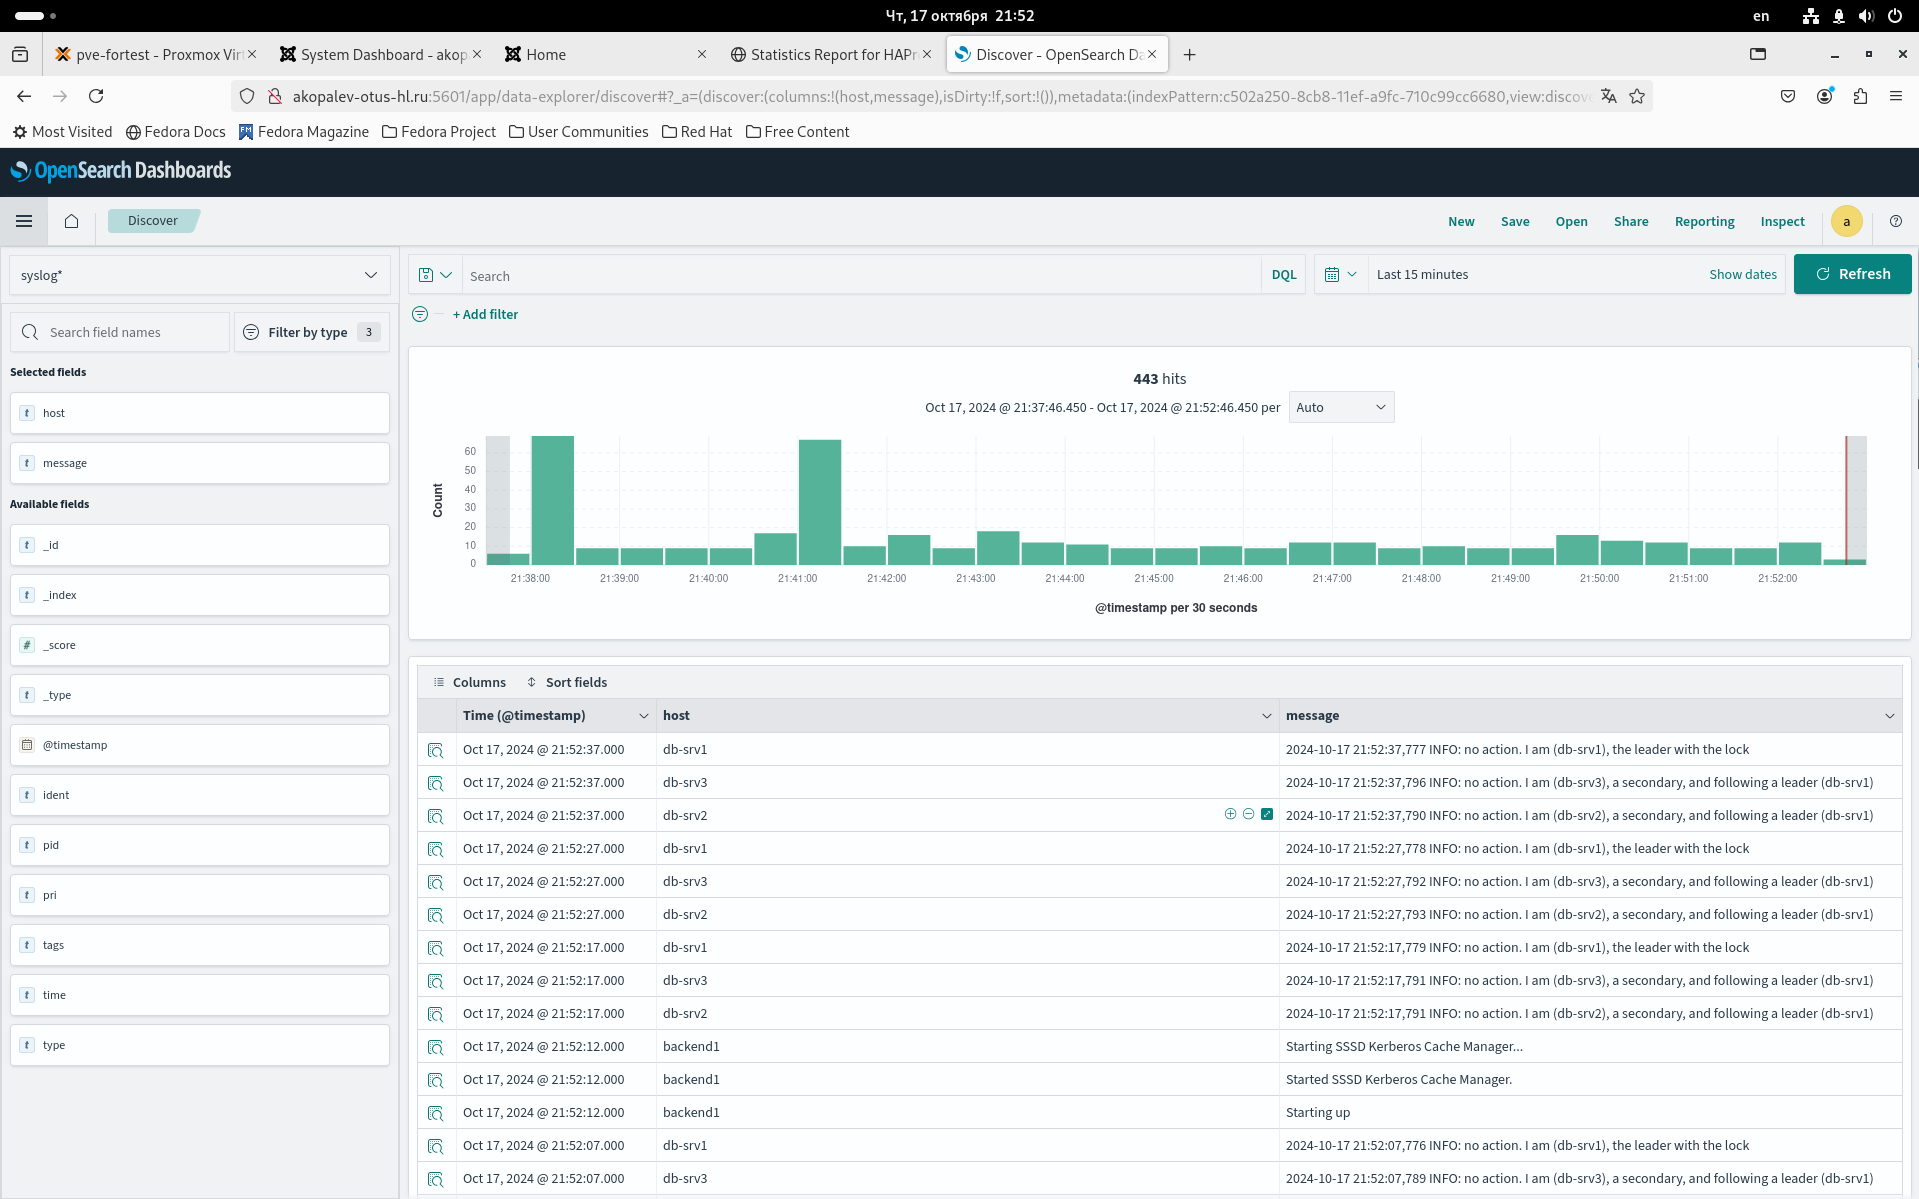 Чт, 17 октября 21:52
en
pve-fortest - Proxmox Vir
System Dashboard - akop
Home
Statistics Report for HAPr
Discover - OpenSearch Da
akopalev-otus-hl.ru:5601/app/data-explorer/discover#?_a=(discover:(columns:!(host,message),isDirty:!f,sort:!()),metadata:(indexPattern:c502a250-8cb8-11ef-a9fc-710c99cc6680,view:discov
Most Visited
Fedora Docs
Fedora Magazine
Fedora Project
User Communities
Red Hat
Free Content
OpenSearch Dashboards
Discover
New
Save
Open
Share
Reporting
Inspect
a
syslog*
Search
DQL
Last 15 minutes
Show dates
Refresh
+ Add filter
Search field names
Filter by type 3
Selected fields
t host
t message
Available fields
t _id
t _index
# _score
t _type
@timestamp
t ident
t pid
t pri
t tags
t time
t type
443 hits
Oct 17, 2024 @ 21:37:46.450 - Oct 17, 2024 @ 21:52:46.450 per Auto
Count
60
50
40
30
20
10
0
21:38:00 21:39:00 21:40:00 21:41:00 21:42:00 21:43:00 21:44:00 21:45:00 21:46:00 21:47:00 21:48:00 21:49:00 21:50:00 21:51:00 21:52:00
@timestamp per 30 seconds
Columns Sort fields
Time (@timestamp) host message
Oct 17, 2024 @ 21:52:37.000 db-srv1 2024-10-17 21:52:37,777 INFO: no action. I am (db-srv1), the leader with the lock
Oct 17, 2024 @ 21:52:37.000 db-srv3 2024-10-17 21:52:37,796 INFO: no action. I am (db-srv3), a secondary, and following a leader (db-srv1)
Oct 17, 2024 @ 21:52:37.000 db-srv2 2024-10-17 21:52:37,790 INFO: no action. I am (db-srv2), a secondary, and following a leader (db-srv1)
Oct 17, 2024 @ 21:52:27.000 db-srv1 2024-10-17 21:52:27,778 INFO: no action. I am (db-srv1), the leader with the lock
Oct 17, 2024 @ 21:52:27.000 db-srv3 2024-10-17 21:52:27,792 INFO: no action. I am (db-srv3), a secondary, and following a leader (db-srv1)
Oct 17, 2024 @ 21:52:27.000 db-srv2 2024-10-17 21:52:27,793 INFO: no action. I am (db-srv2), a secondary, and following a leader (db-srv1)
Oct 17, 2024 @ 21:52:17.000 db-srv1 2024-10-17 21:52:17,779 INFO: no action. I am (db-srv1), the leader with the lock
Oct 17, 2024 @ 21:52:17.000 db-srv3 2024-10-17 21:52:17,791 INFO: no action. I am (db-srv3), a secondary, and following a leader (db-srv1)
Oct 17, 2024 @ 21:52:17.000 db-srv2 2024-10-17 21:52:17,791 INFO: no action. I am (db-srv2), a secondary, and following a leader (db-srv1)
Oct 17, 2024 @ 21:52:12.000 backend1 Starting SSSD Kerberos Cache Manager...
Oct 17, 2024 @ 21:52:12.000 backend1 Started SSSD Kerberos Cache Manager.
Oct 17, 2024 @ 21:52:12.000 backend1 Starting up
Oct 17, 2024 @ 21:52:07.000 db-srv1 2024-10-17 21:52:07,776 INFO: no action. I am (db-srv1), the leader with the lock
Oct 17, 2024 @ 21:52:07.000 db-srv3 2024-10-17 21:52:07,789 INFO: no action. I am (db-srv3), a secondary, and following a leader (db-srv1)